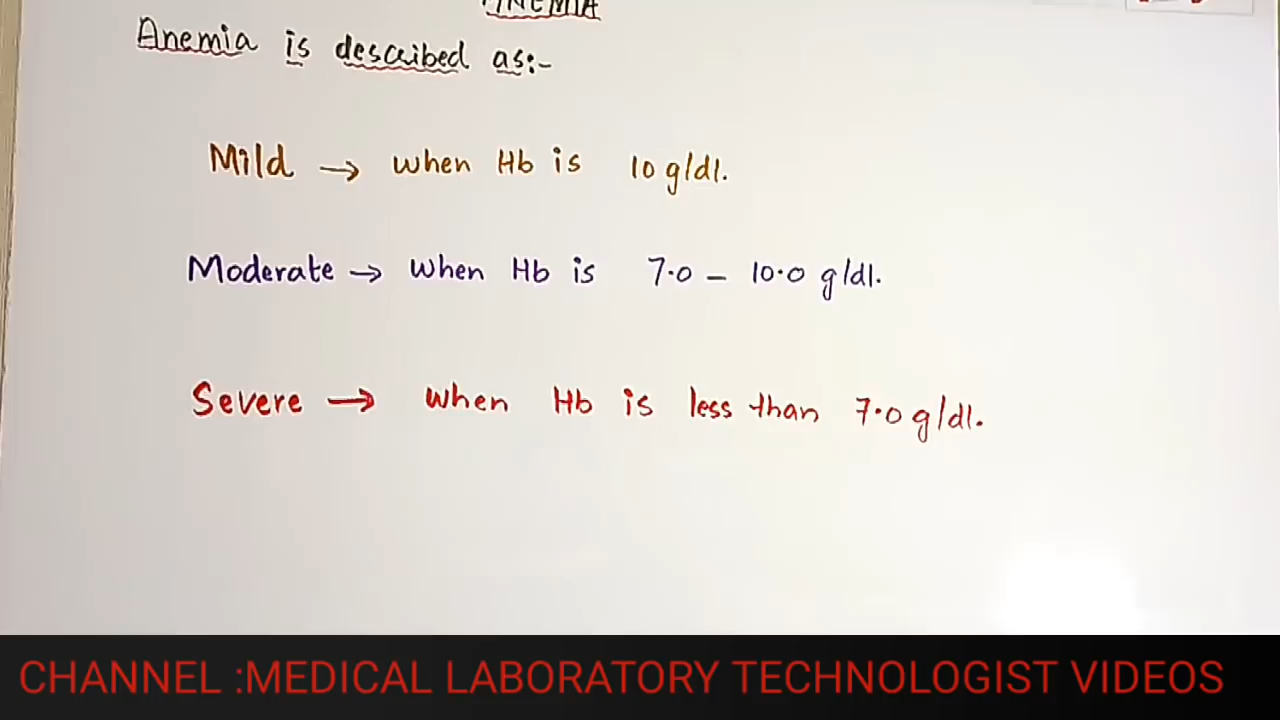 ANEMIA
Anemia is described as:-
Mild → when Hb is 10 g/dl.
Moderate → when Hb is 7.0 - 10.0 g/dl.
Severe → when Hb is less than 7.0 g/dl.
CHANNEL :MEDICAL LABORATORY TECHNOLOGIST VIDEOS